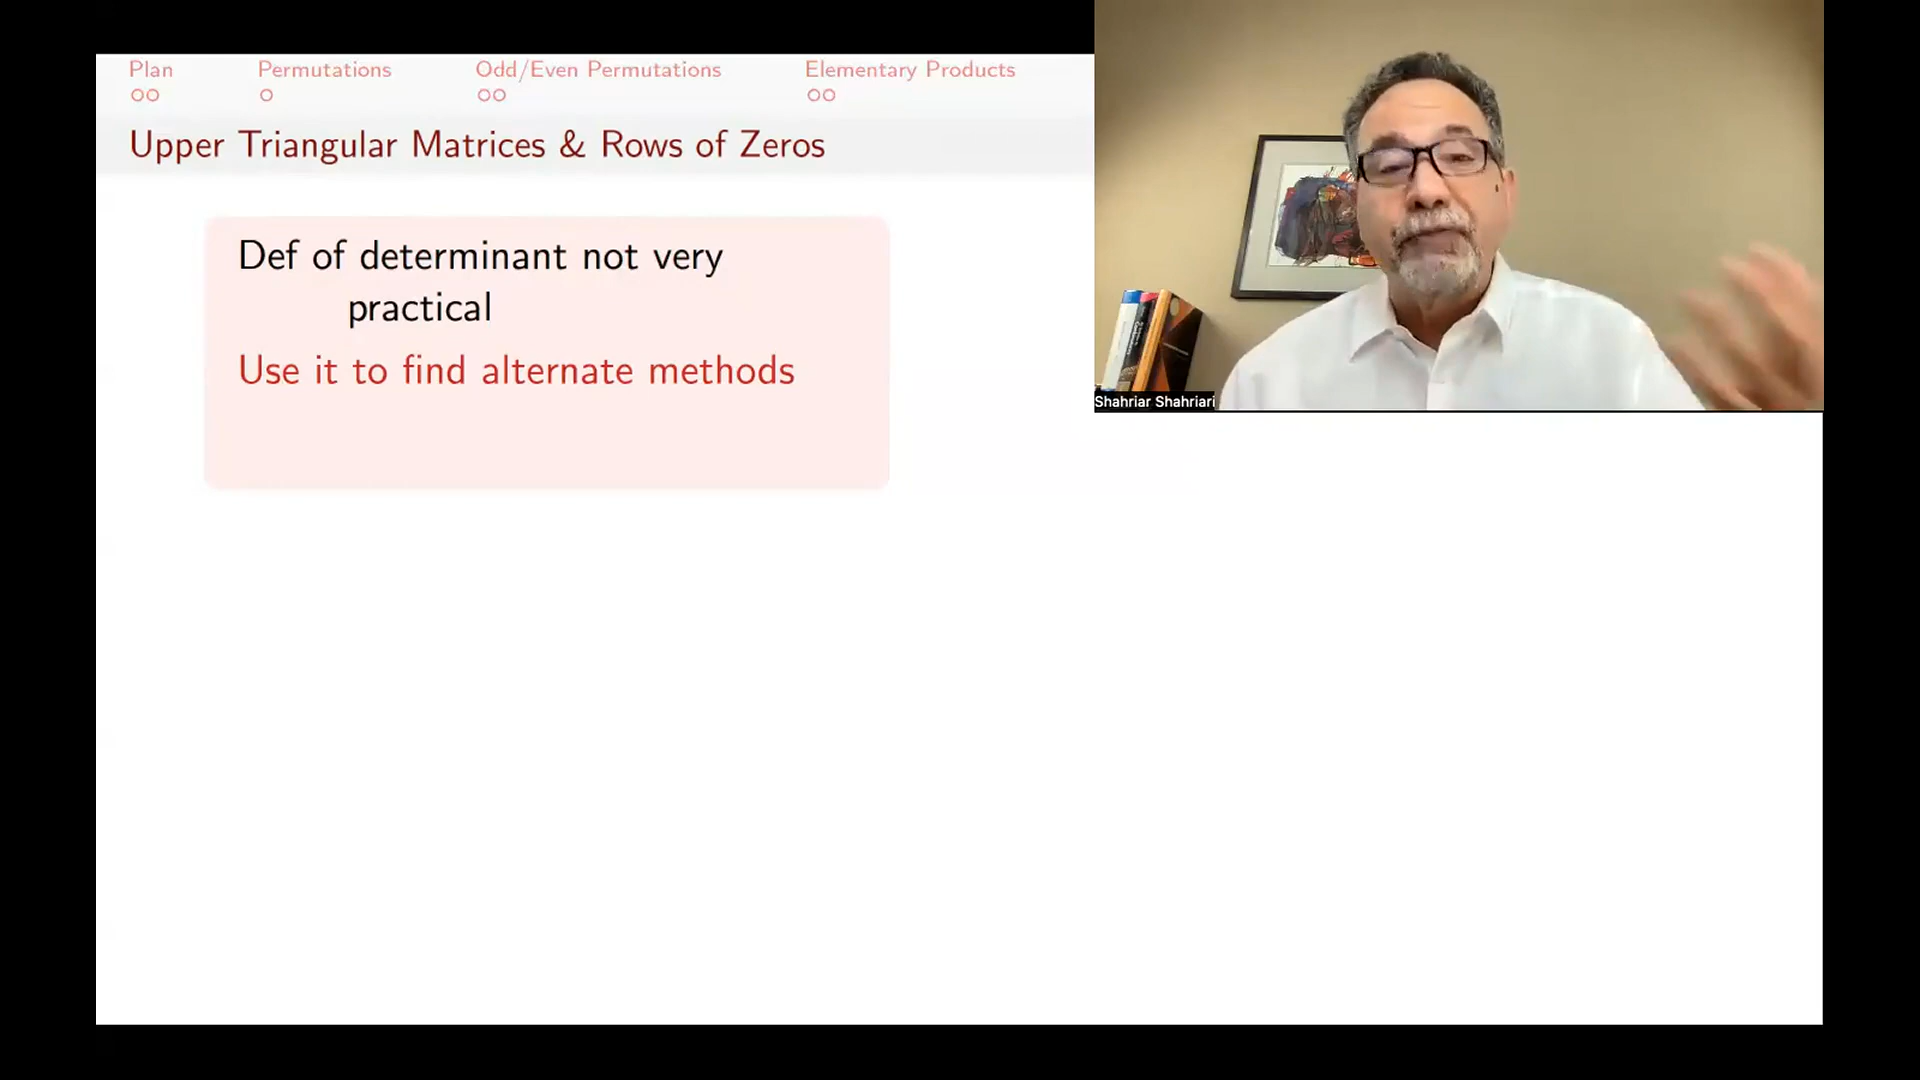 Plan Permutations Odd/Even Permutations Elementary Products
Upper Triangular Matrices & Rows of Zeros
Def of determinant not very
practical
Use it to find alternate methods
Shahriar Shahriari